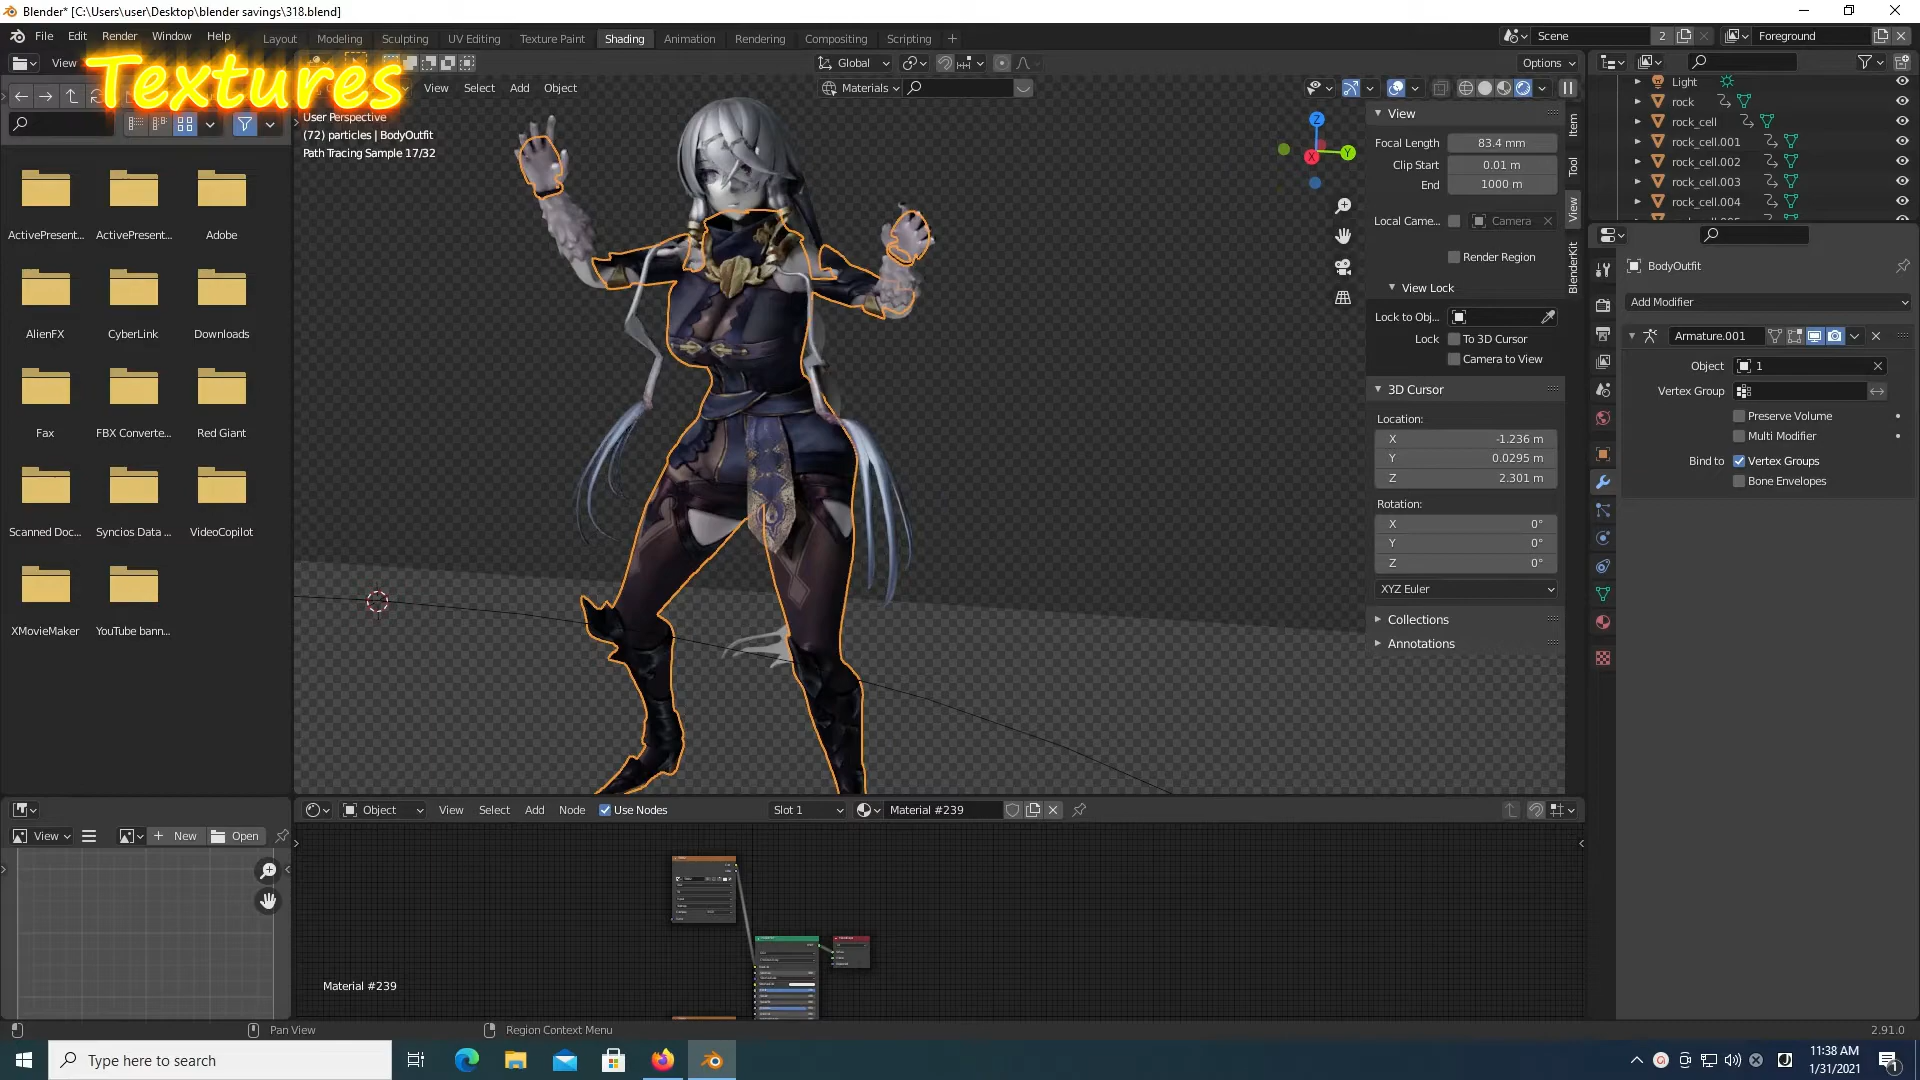 Blender* [C:\Users\user\Desktop\blender savings\318.blend]
File Edit Render Window Help
Layout Modeling Sculpting UV Editing Texture Paint Shading Animation Rendering Compositing Scripting +
Scene 2 Foreground
Textures
View
Global
Options
View Select Add Object
Materials
User Perspective
(72) particles | BodyOutfit
Path Tracing Sample 17/32
ActivePresent... ActivePresent... Adobe
AlienFX CyberLink Downloads
Fax FBX Converte... Red Giant
Scanned Doc... Syncios Data ... VideoCopilot
XMovieMaker YouTube bann...
Z
Y
X
View
Focal Length 83.4 mm
Clip Start 0.01 m
End 1000 m
Local Came... Camera
Render Region
View Lock
Lock to Obj...
Lock To 3D Cursor
Camera to View
3D Cursor
Location:
X -1.236 m
Y 0.0295 m
Z 2.301 m
Rotation:
X 0°
Y 0°
Z 0°
XYZ Euler
Collections
Annotations
Item
Tool
View
BlenderKit
Light
rock
rock_cell
rock_cell.001
rock_cell.002
rock_cell.003
rock_cell.004
BodyOutfit
Add Modifier
Armature.001
Object 1
Vertex Group
Preserve Volume
Multi Modifier
Bind to Vertex Groups
Bone Envelopes
Object View Select Add Node Use Nodes Slot 1 Material #239
View New Open
Material #239
Pan View Region Context Menu 2.91.0
Type here to search
11:38 AM
1/31/2021
1